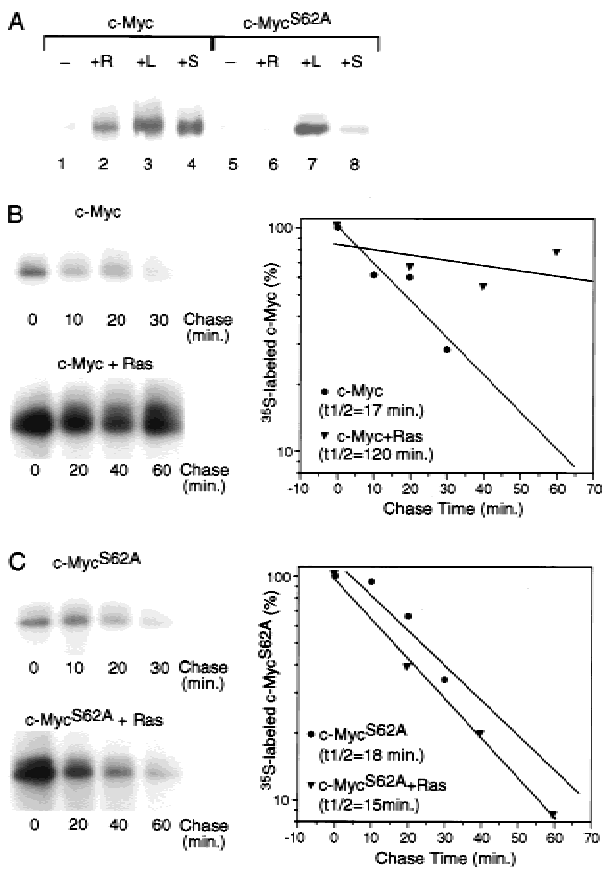 A
c-Myc c-MycS62A
– +R +L +S – +R +L +S
1 2 3 4 5 6 7 8
B
c-Myc
0 10 20 30 Chase
(min.)
c-Myc + Ras
0 20 40 60 Chase
(min.)
35S-labeled c-Myc (%)
100
10
c-Myc
(t1/2=17 min.)
c-Myc+Ras
(t1/2=120 min.)
-10 0 10 20 30 40 50 60 70
Chase Time (min.)
C
c-MycS62A
0 10 20 30 Chase
(min.)
c-MycS62A + Ras
0 20 40 60 Chase
(min.)
35S-labeled c-MycS62A (%)
100
10
c-MycS62A
(t1/2=18 min.)
c-MycS62A+Ras
(t1/2=15min.)
-10 0 10 20 30 40 50 60 70
Chase Time (min.)